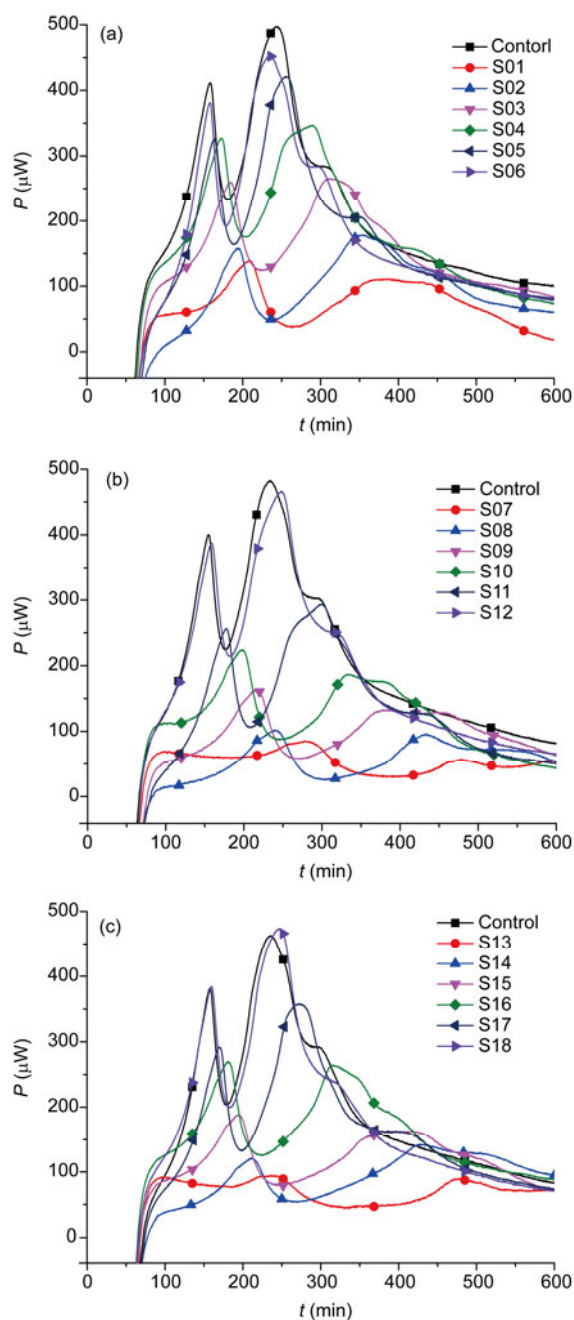 (a)
500
400
300
200
100
0
P (μW)
Contorl
S01
S02
S03
S04
S05
S06
0 100 200 300 400 500 600
t (min)
(b)
500
400
300
200
100
0
P (μW)
Control
S07
S08
S09
S10
S11
S12
0 100 200 300 400 500 600
t (min)
(c)
500
400
300
200
100
0
P (μW)
Control
S13
S14
S15
S16
S17
S18
0 100 200 300 400 500 600
t (min)